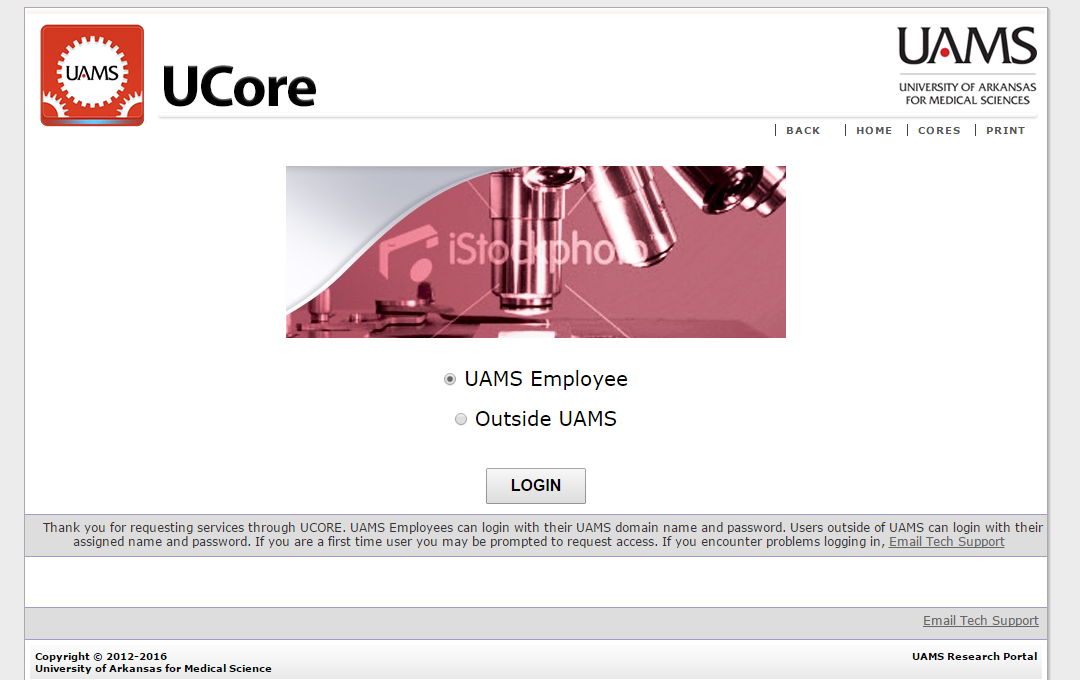 UAMS
UCore
UAMS
UNIVERSITY OF ARKANSAS
FOR MEDICAL SCIENCES
BACK
HOME
CORES
PRINT
iStockphoto
UAMS Employee
Outside UAMS
LOGIN
Thank you for requesting services through UCORE. UAMS Employees can login with their UAMS domain name and password. Users outside of UAMS can login with their
assigned name and password. If you are a first time user you may be prompted to request access. If you encounter problems logging in, Email Tech Support
Email Tech Support
Copyright © 2012-2016
University of Arkansas for Medical Science
UAMS Research Portal